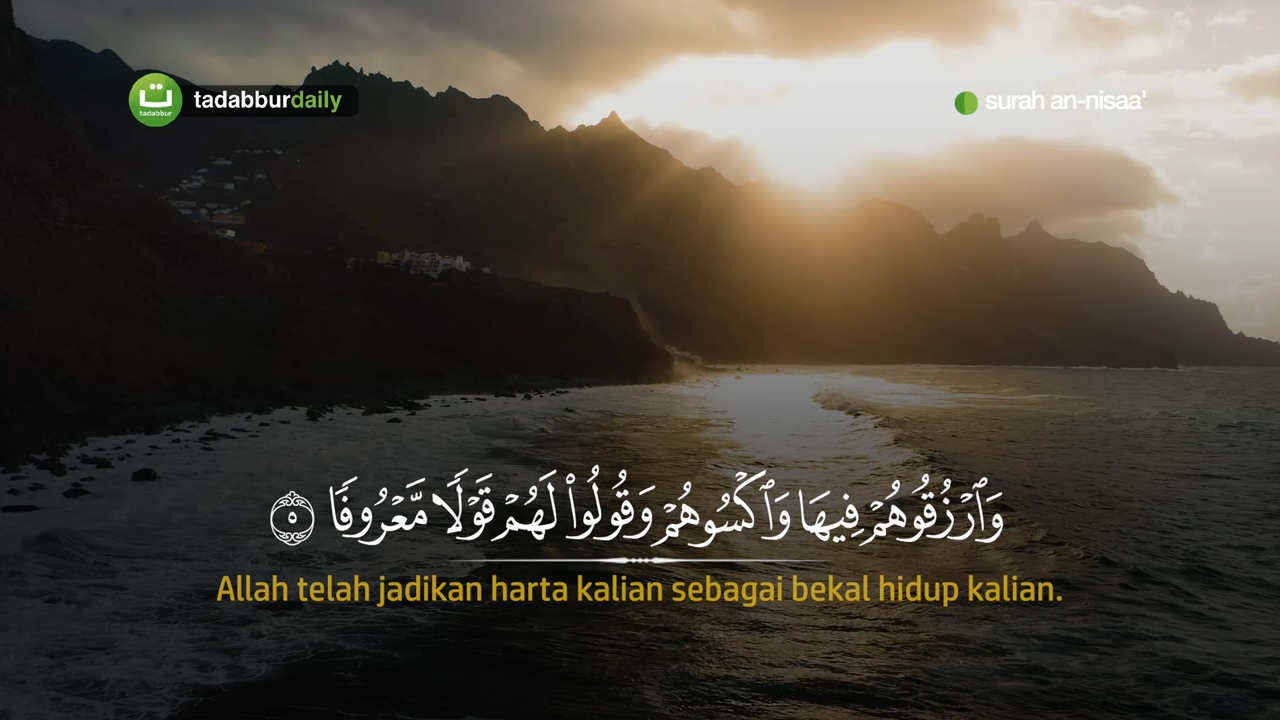 ت
tadabbur
tadabburdaily
surah an-nisaa'
وَٱرۡزُقُوهُمۡ فِيهَا وَٱكۡسُوهُمۡ وَقُولُواْ لَهُمۡ قَوۡلٗا مَّعۡرُوفٗا ٥
Allah telah jadikan harta kalian sebagai bekal hidup kalian.